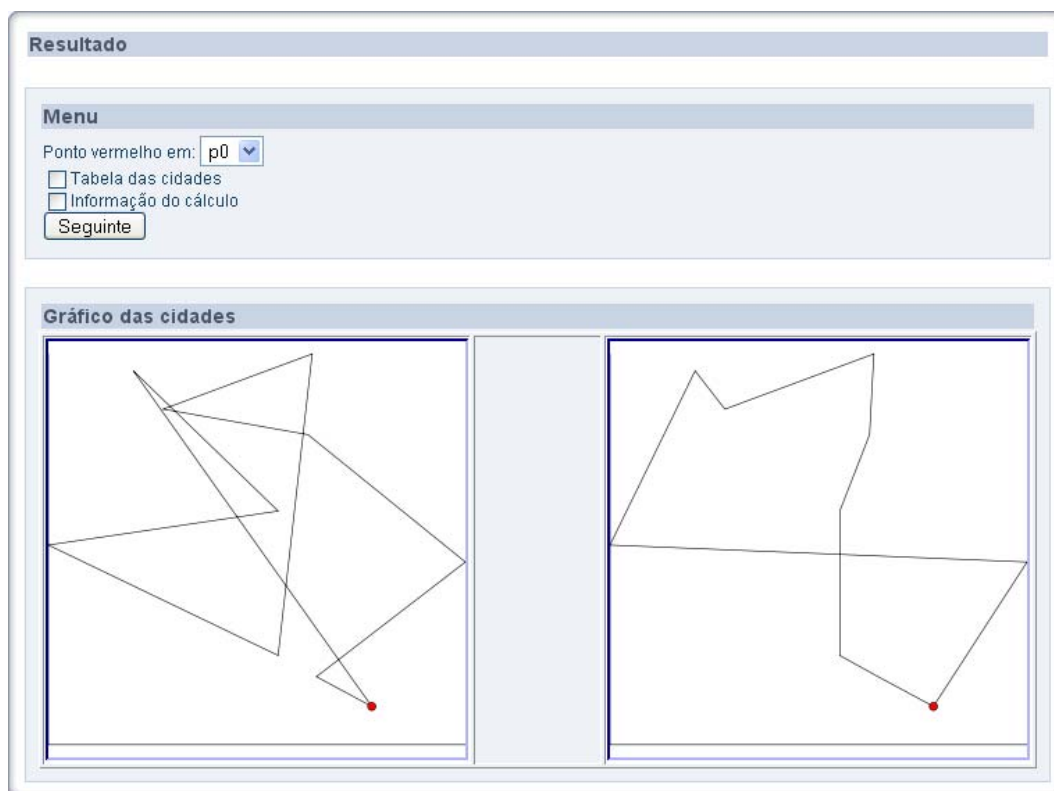 Resultado
Menu
Ponto vermelho em: p0
Tabela das cidades
Informação do cálculo
Seguinte
Gráfico das cidades